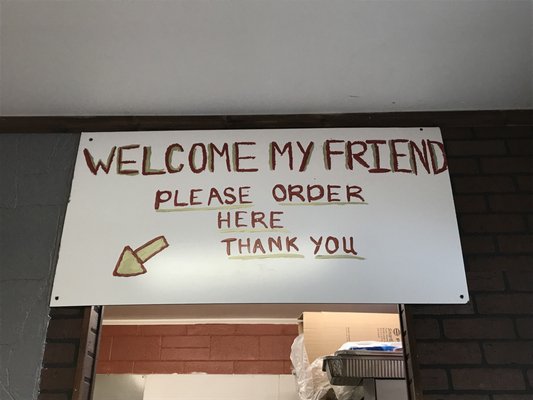 WELCOME MY FRIEND
PLEASE ORDER
HERE
THANK YOU